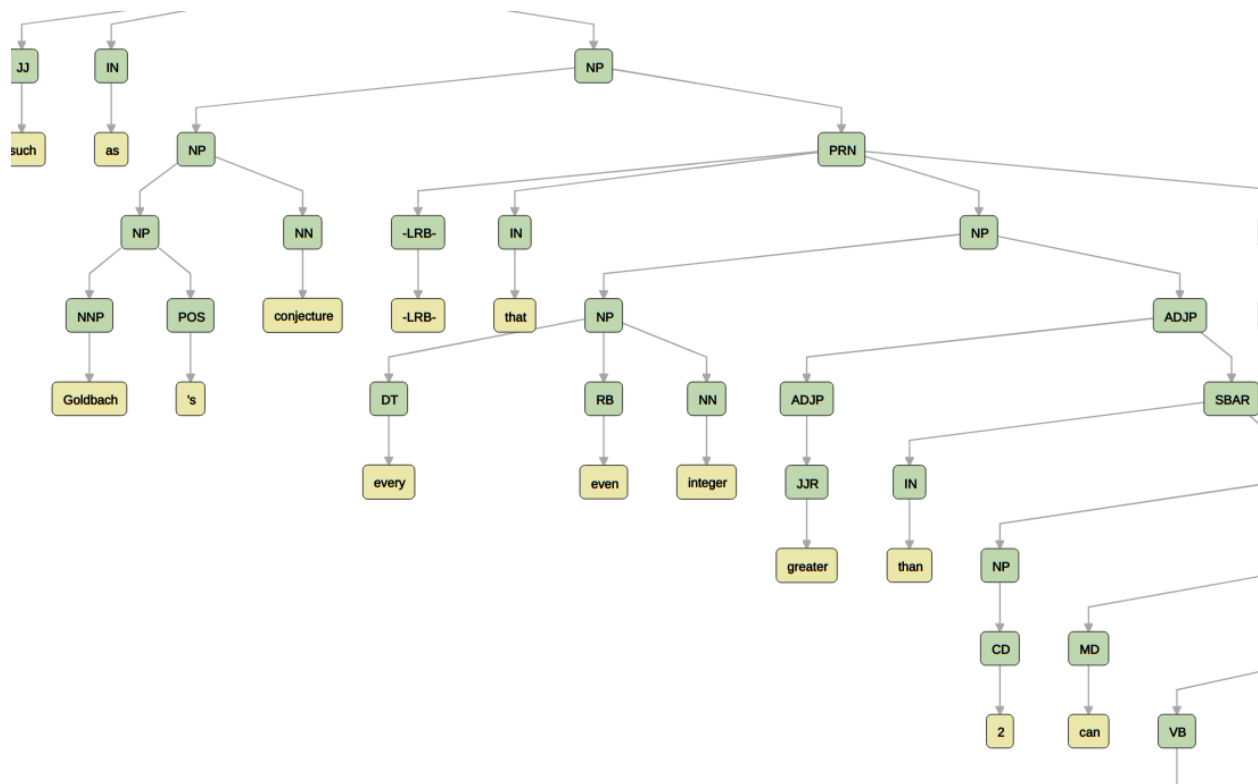 JJ IN NP
such as NP PRN
NP NN -LRB- IN NP
NNP POS conjecture -LRB- that NP ADJP
Goldbach 's DT RB NN ADJP SBAR
every even integer JJR IN
greater than NP
CD MD
2 can VB